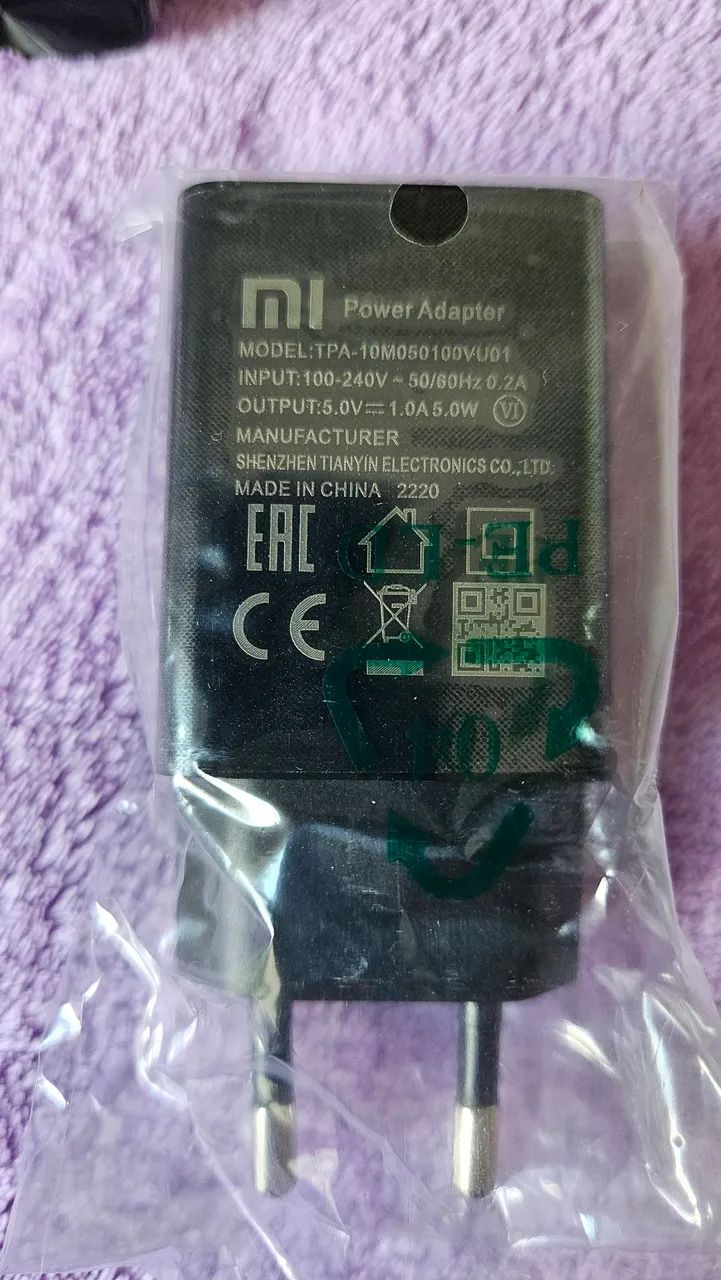 mi Power Adapter
MODEL:TPA-10M050100VU01
INPUT:100-240V ~ 50/60Hz 0.2A
OUTPUT:5.0V⎓1.0A 5.0W VI
MANUFACTURER
SHENZHEN TIANYIN ELECTRONICS CO.,LTD.
MADE IN CHINA 2220
EAC
PE-LD
CE
04